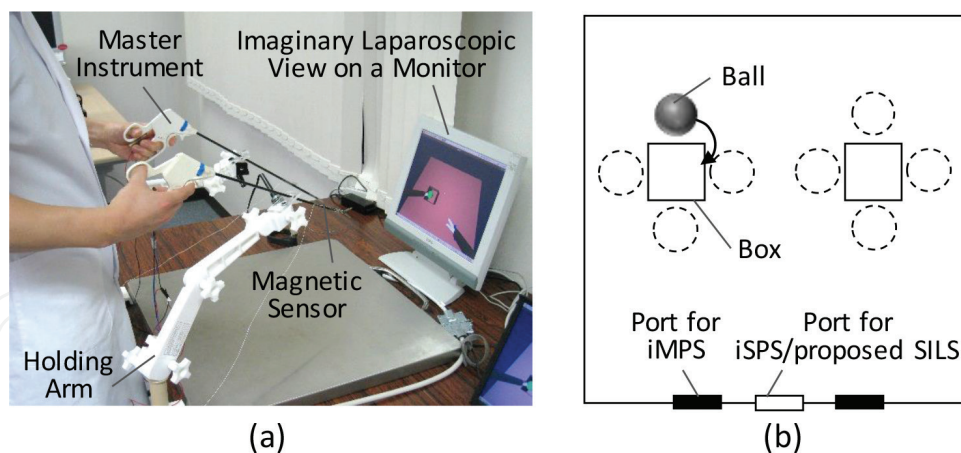 Master
Instrument
Imaginary Laparoscopic
View on a Monitor
Magnetic
Sensor
Holding
Arm
(a)
Ball
Box
Port for
iMPS
Port for
iSPS/proposed SILS
(b)